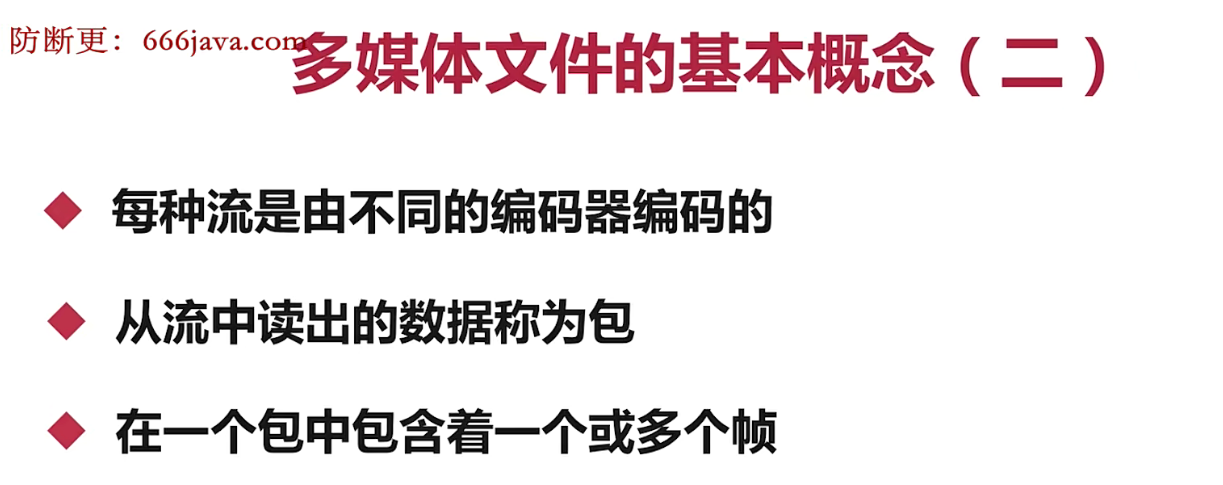 防断更：666java.com
多媒体文件的基本概念（二）
每种流是由不同的编码器编码的
从流中读出的数据称为包
在一个包中包含着一个或多个帧